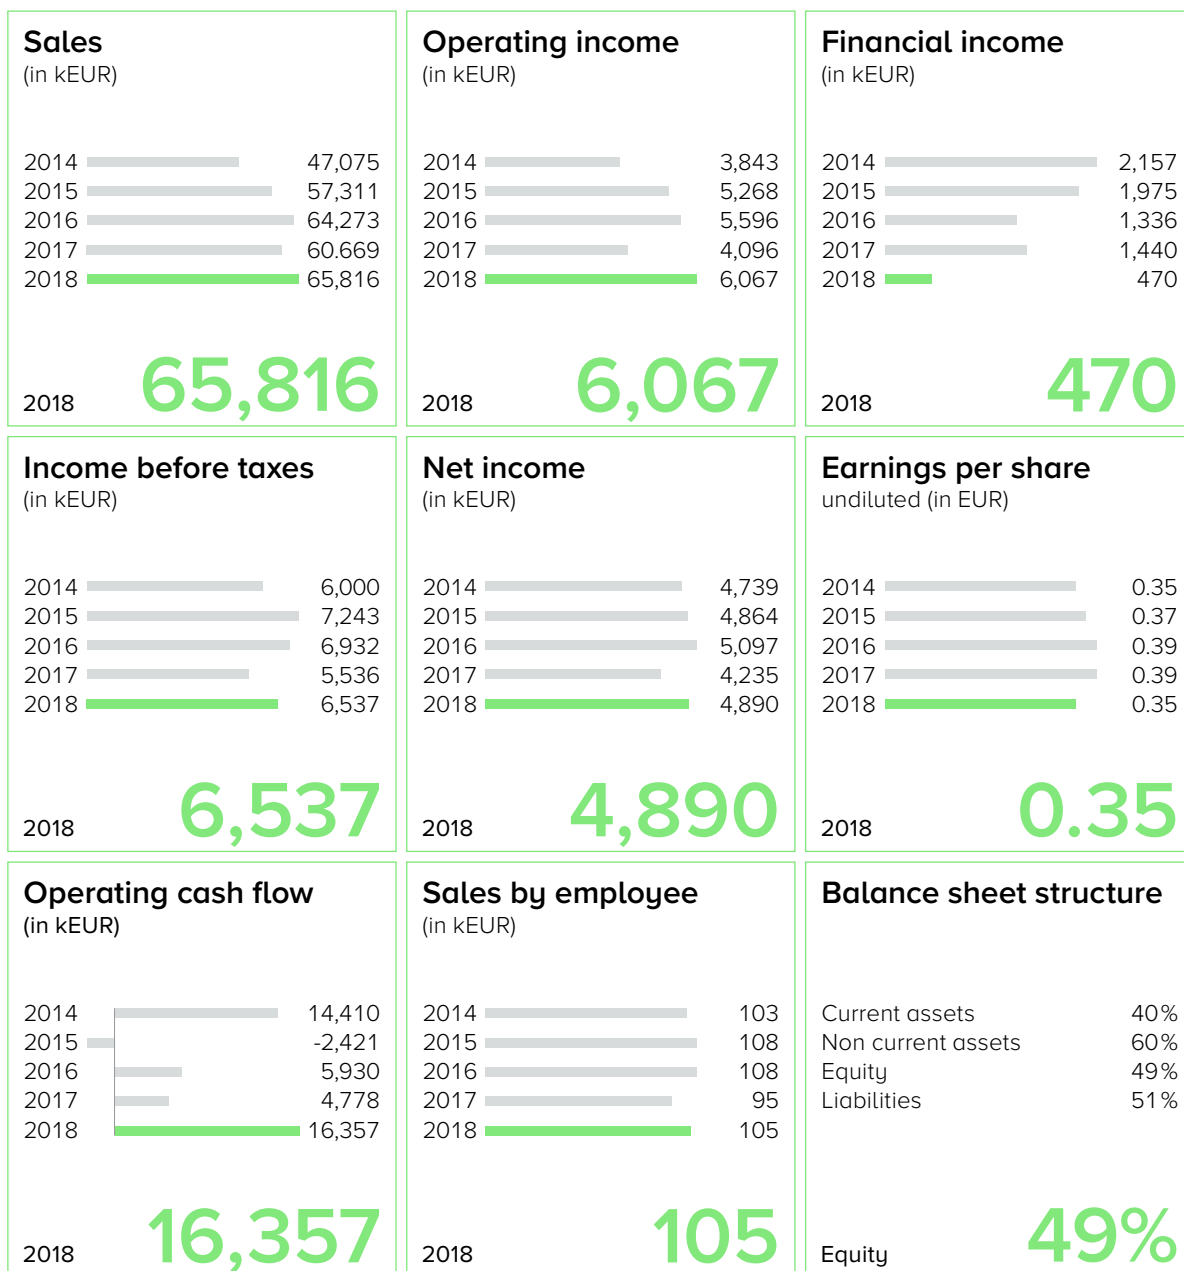 Sales
(in kEUR)
2014 47,075
2015 57,311
2016 64,273
2017 60.669
2018 65,816
2018 65,816
Operating income
(in kEUR)
2014 3,843
2015 5,268
2016 5,596
2017 4,096
2018 6,067
2018 6,067
Financial income
(in kEUR)
2014 2,157
2015 1,975
2016 1,336
2017 1,440
2018 470
2018 470
Income before taxes
(in kEUR)
2014 6,000
2015 7,243
2016 6,932
2017 5,536
2018 6,537
2018 6,537
Net income
(in kEUR)
2014 4,739
2015 4,864
2016 5,097
2017 4,235
2018 4,890
2018 4,890
Earnings per share
undiluted (in EUR)
2014 0.35
2015 0.37
2016 0.39
2017 0.39
2018 0.35
2018 0.35
Operating cash flow
(in kEUR)
2014 14,410
2015 -2,421
2016 5,930
2017 4,778
2018 16,357
2018 16,357
Sales by employee
(in kEUR)
2014 103
2015 108
2016 108
2017 95
2018 105
2018 105
Balance sheet structure
Current assets 40%
Non current assets 60%
Equity 49%
Liabilities 51%
Equity 49%